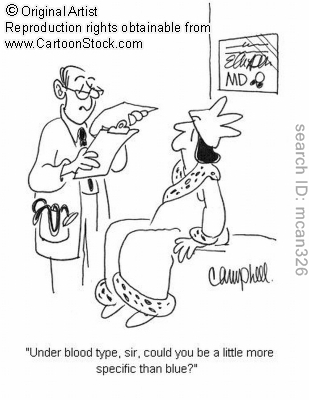 © Original Artist
Reproduction rights obtainable from
www.CartoonStock.com
MD
search ID: mcan326
Campbell.
"Under blood type, sir, could you be a little more
specific than blue?"